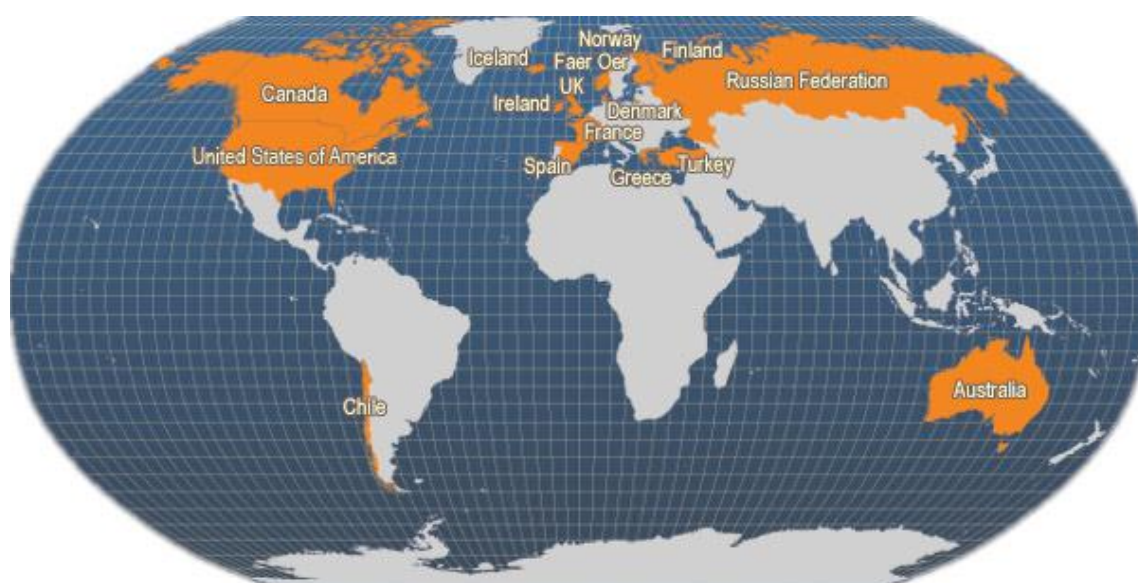 Norway
Iceland
Faer Oer
Finland
Russian Federation
Canada
UK
Ireland
Denmark
France
United States of America
Spain
Greece
Turkey
Australia
Chile